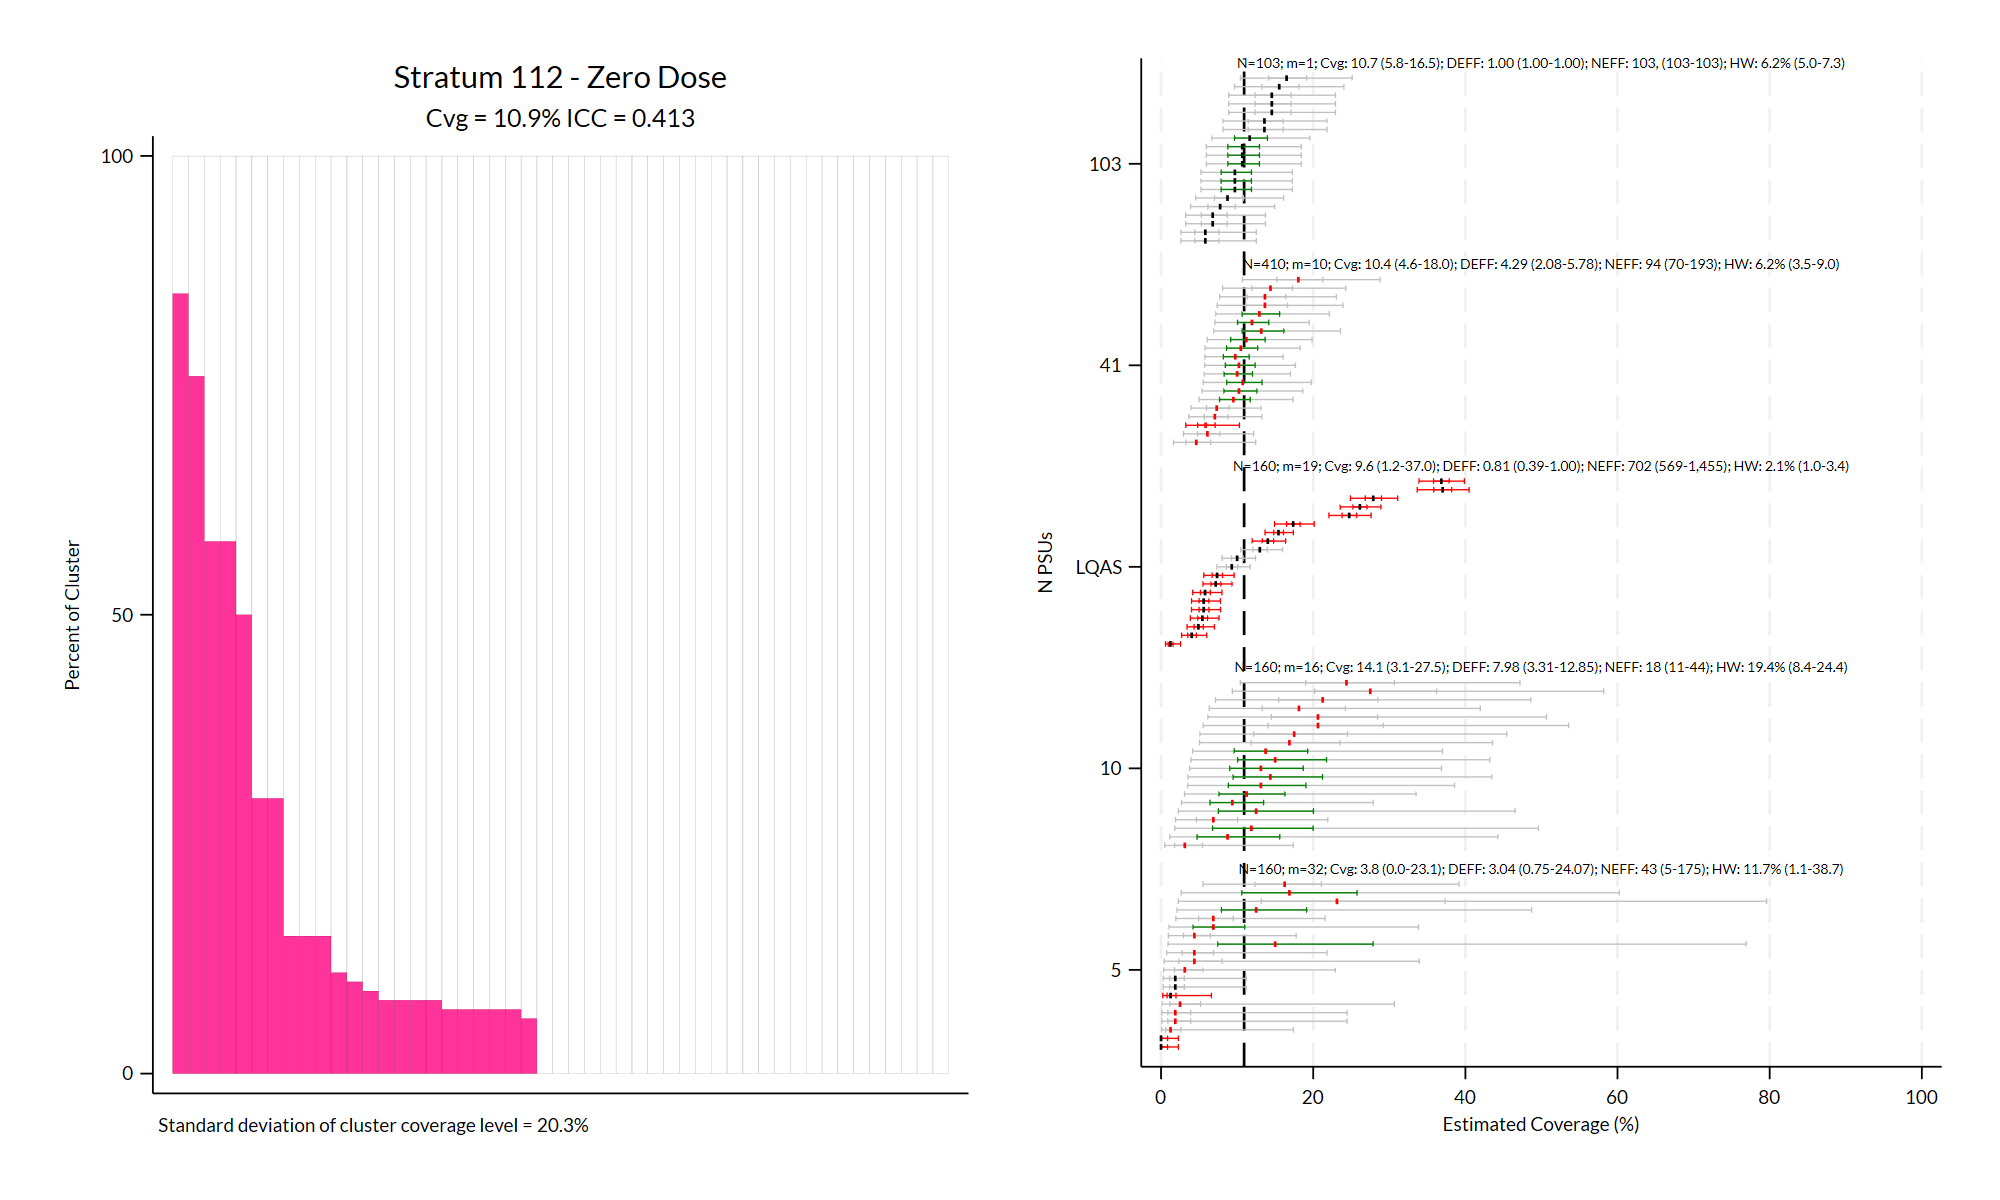 Stratum 112 - Zero Dose
Cvg = 10.9% ICC = 0.413
100
50
0
Percent of Cluster
Standard deviation of cluster coverage level = 20.3%
N=103; m=1; Cvg: 10.7 (5.8-16.5); DEFF: 1.00 (1.00-1.00); NEFF: 103, (103-103); HW: 6.2% (5.0-7.3)
103
N=410; m=10; Cvg: 10.4 (4.6-18.0); DEFF: 4.29 (2.08-5.78); NEFF: 94 (70-193); HW: 6.2% (3.5-9.0)
41
N=160; m=19; Cvg: 9.6 (1.2-37.0); DEFF: 0.81 (0.39-1.00); NEFF: 702 (569-1,455); HW: 2.1% (1.0-3.4)
LQAS
N=160; m=16; Cvg: 14.1 (3.1-27.5); DEFF: 7.98 (3.31-12.85); NEFF: 18 (11-44); HW: 19.4% (8.4-24.4)
10
N=160; m=32; Cvg: 3.8 (0.0-23.1); DEFF: 3.04 (0.75-24.07); NEFF: 43 (5-175); HW: 11.7% (1.1-38.7)
5
N PSUs
0 20 40 60 80 100
Estimated Coverage (%)